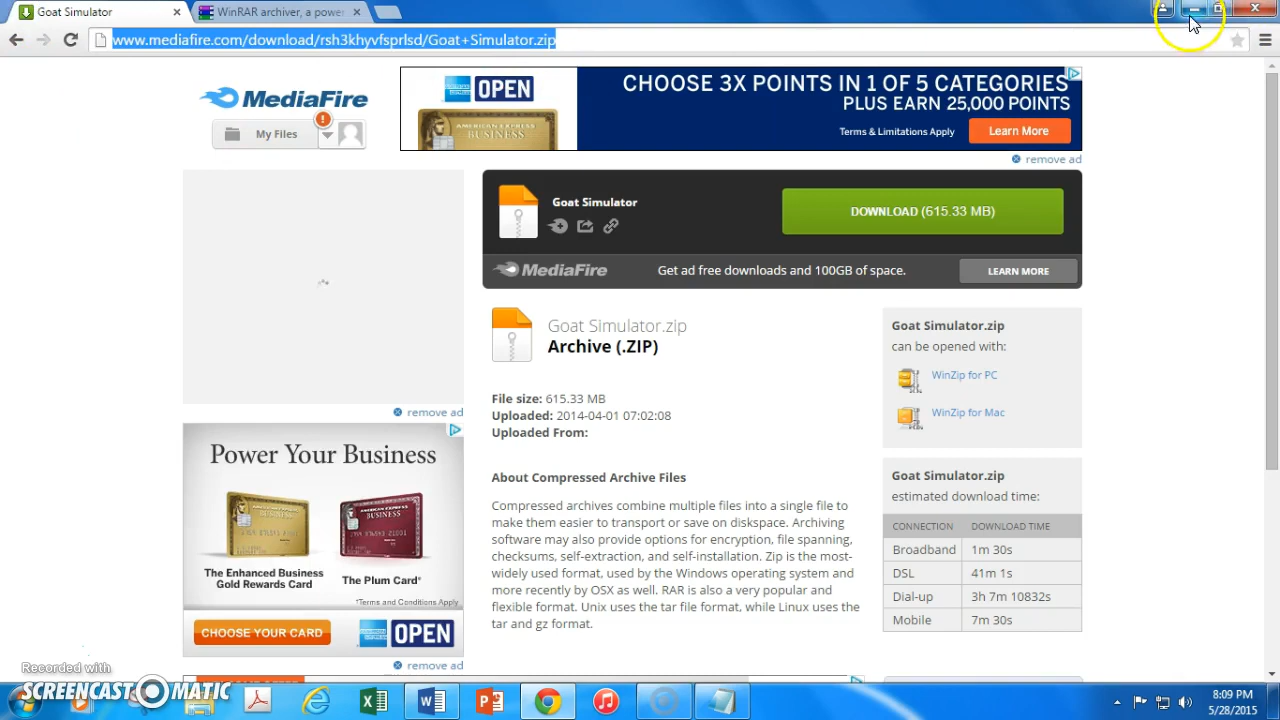 Goat Simulator
WinRAR archiver, a power
www.mediafire.com/download/rsh3khyvfsprlsd/Goat+Simulator.zip
MediaFire
My Files
!
OPEN
AMERICAN EXPRESS
BUSINESS
CHOOSE 3X POINTS IN 1 OF 5 CATEGORIES
PLUS EARN 25,000 POINTS
Terms & Limitations Apply
Learn More
remove ad
Goat Simulator
DOWNLOAD (615.33 MB)
MediaFire
Get ad free downloads and 100GB of space.
LEARN MORE
Goat Simulator.zip
Archive (.ZIP)
File size: 615.33 MB
Uploaded: 2014-04-01 07:02:08
Uploaded From:
About Compressed Archive Files
Compressed archives combine multiple files into a single file to
make them easier to transport or save on diskspace. Archiving
software may also provide options for encryption, file spanning,
checksums, self-extraction, and self-installation. Zip is the most-
widely used format, used by the Windows operating system and
more recently by OSX as well. RAR is also a very popular and
flexible format. Unix uses the tar file format, while Linux uses the
tar and gz format.
Goat Simulator.zip
can be opened with:
WinZip for PC
WinZip for Mac
Goat Simulator.zip
estimated download time:
CONNECTION DOWNLOAD TIME
Broadband 1m 30s
DSL 41m 1s
Dial-up 3h 7m 10832s
Mobile 7m 30s
remove ad
Power Your Business
BUSINESS
BUSINESS
The Enhanced Business
Gold Rewards Card
The Plum Card*
*Terms and Conditions Apply
CHOOSE YOUR CARD
OPEN
remove ad
Recorded with
SCREENCAST-O-MATIC
8:09 PM
5/28/2015